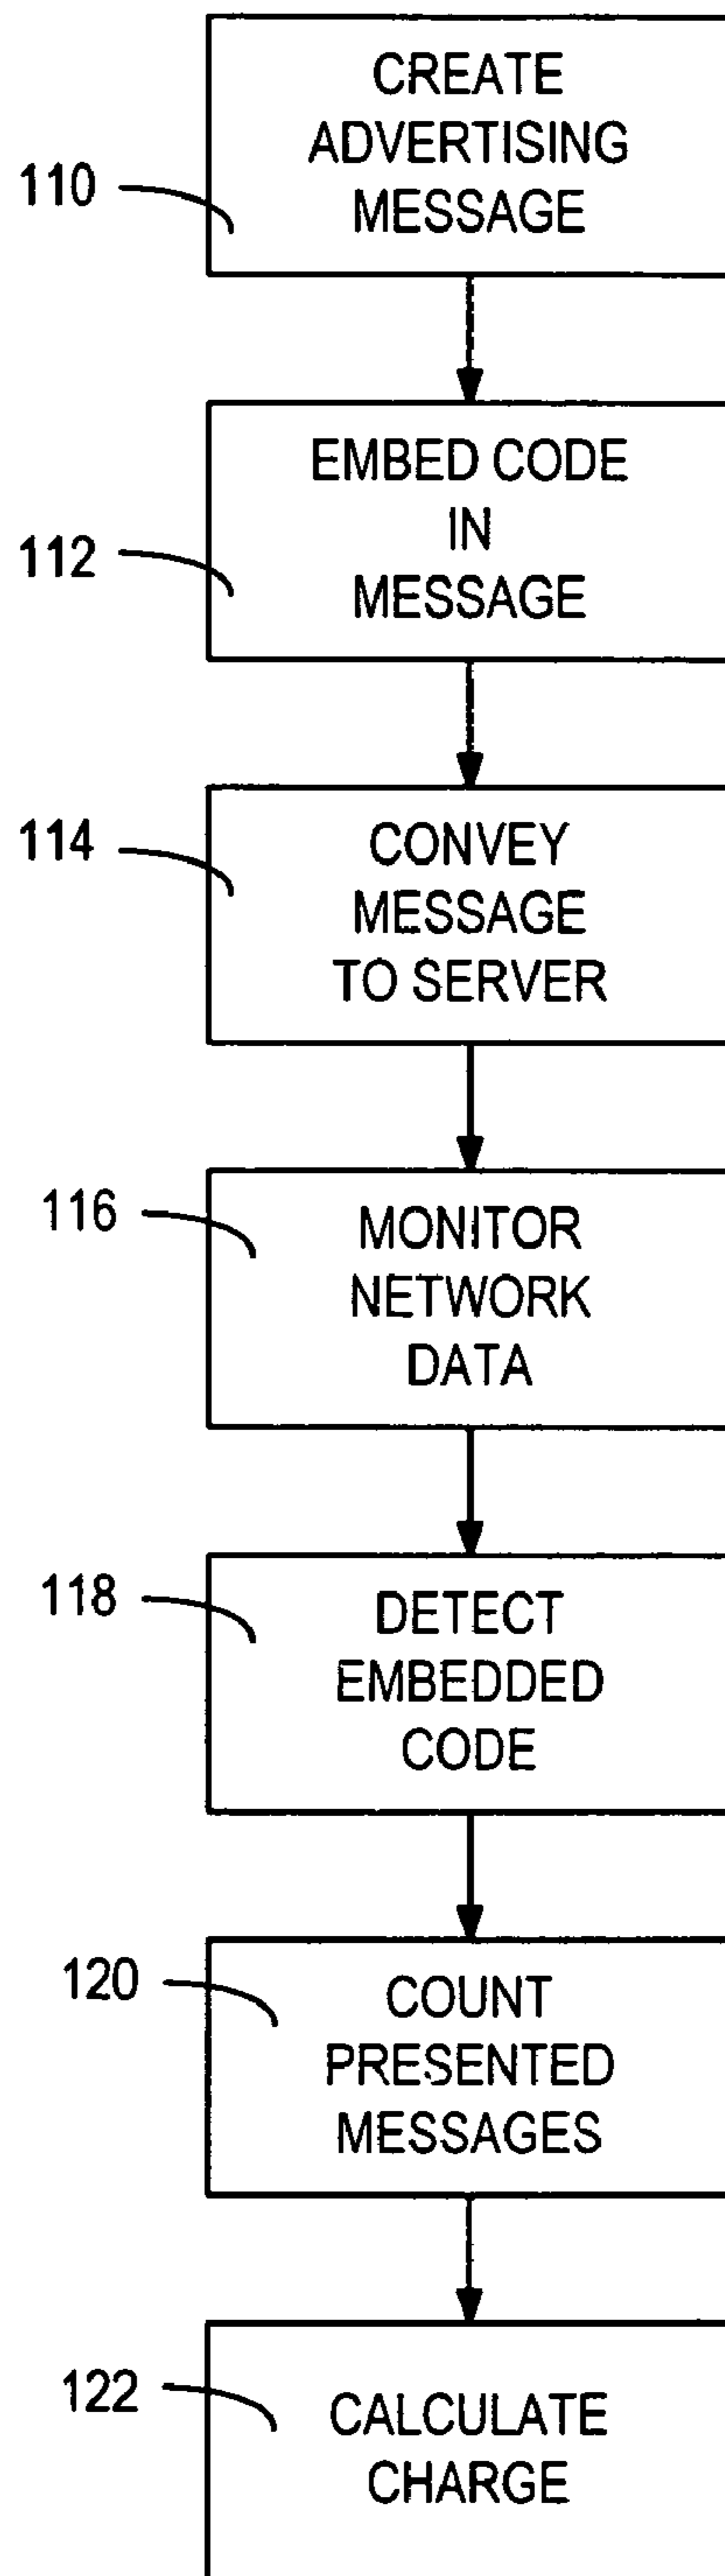 CREATE
ADVERTISING
MESSAGE
110
EMBED CODE
IN
MESSAGE
112
CONVEY
MESSAGE
TO SERVER
114
MONITOR
NETWORK
DATA
116
DETECT
EMBEDDED
CODE
118
COUNT
PRESENTED
MESSAGES
120
CALCULATE
CHARGE
122